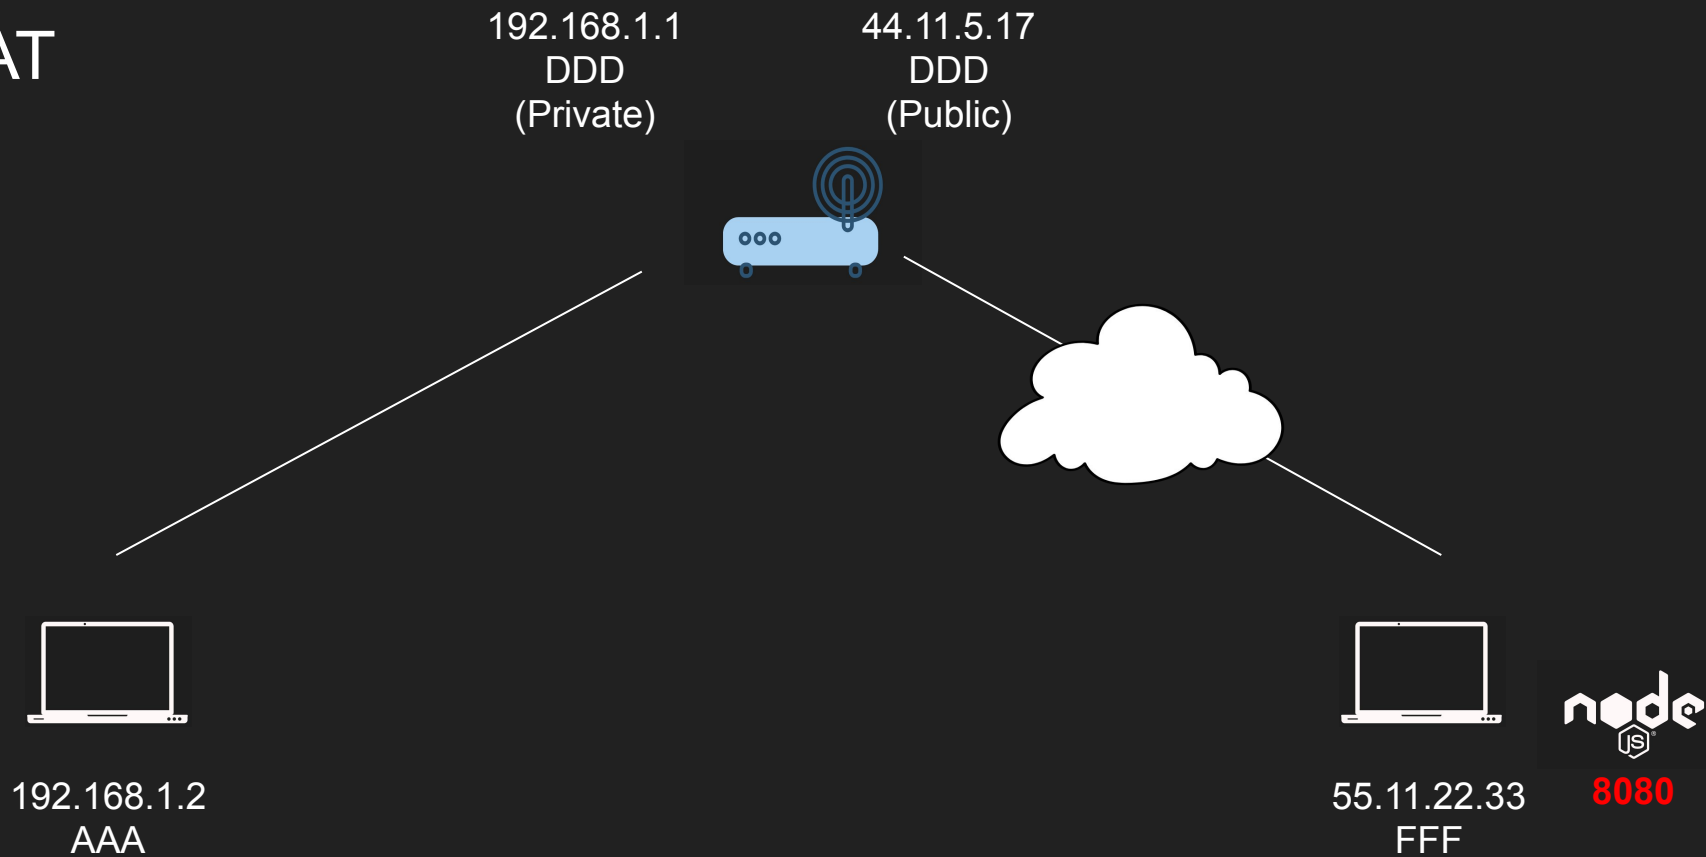 AT
192.168.1.1
DDD
(Private)
44.11.5.17
DDD
(Public)
192.168.1.2
AAA
55.11.22.33
FFF
node
JS
8080